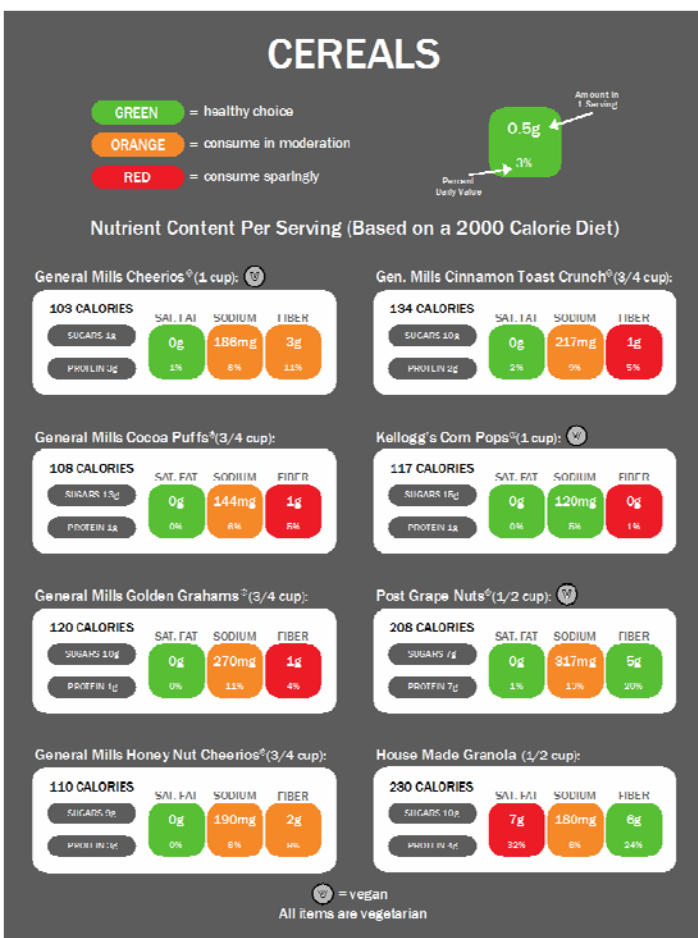 CEREALS
GREEN = healthy choice
ORANGE = consume in moderation
RED = consume sparingly
Amount in
1 Serving
0.5g
3%
Percent
Daily Value
Nutrient Content Per Serving (Based on a 2000 Calorie Diet)
General Mills Cheerios®(1 cup):
103 CALORIES
SUGARS 1g
PROTEIN 3g
SAT. FAT SODIUM FIBER
0g 186mg 3g
1% 8% 11%
Gen. Mills Cinnamon Toast Crunch®(3/4 cup):
134 CALORIES
SUGARS 10g
PROTEIN 2g
SAT. FAT SODIUM FIBER
0g 217mg 1g
2% 9% 5%
General Mills Cocoa Puffs®(3/4 cup):
108 CALORIES
SUGARS 13g
PROTEIN 1g
SAT. FAT SODIUM FIBER
0g 144mg 1g
0% 6% 5%
Kellogg's Corn Pops®(1 cup):
117 CALORIES
SUGARS 15g
PROTEIN 1g
SAT. FAT SODIUM FIBER
0g 120mg 0g
0% 5% 1%
General Mills Golden Grahams®(3/4 cup):
120 CALORIES
SUGARS 10g
PROTEIN 1g
SAT. FAT SODIUM FIBER
0g 270mg 1g
0% 11% 4%
Post Grape Nuts®(1/2 cup):
208 CALORIES
SUGARS 7g
PROTEIN 7g
SAT. FAT SODIUM FIBER
0g 317mg 5g
1% 13% 20%
General Mills Honey Nut Cheerios®(3/4 cup):
110 CALORIES
SUGARS 9g
PROTEIN
SAT. FAT SODIUM FIBER
0g 190mg 2g
0% 8%
House Made Granola (1/2 cup):
230 CALORIES
SUGARS 10g
PROTEIN 4g
SAT. FAT SODIUM FIBER
7g 180mg 6g
32% 24%
V = vegan
All items are vegetarian